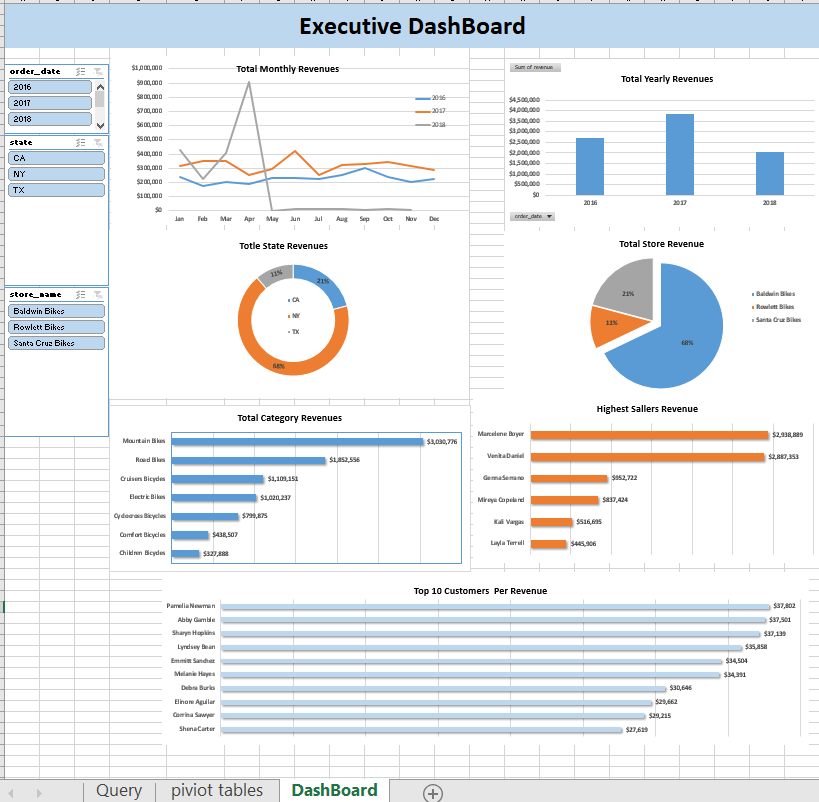 Executive DashBoard
order_date
2016
2017
2018
state
CA
NY
TX
store_name
Baldwin Bikes
Rowlett Bikes
Santa Cruz Bikes
Total Monthly Revenues
$1,000,000
$900,000
$800,000
$700,000
$600,000
$500,000
$400,000
$300,000
$200,000
$100,000
$0
Jan Feb Mar Apr May Jun Jul Aug Sep Oct Nov Dec
2016
2017
2018
Sum of revenue
Total Yearly Revenues
$4,500,000
$4,000,000
$3,500,000
$3,000,000
$2,500,000
$2,000,000
$1,500,000
$1,000,000
$500,000
$0
2016 2017 2018
order_date
Totle State Revenues
11%
21%
68%
CA
NY
TX
Total Store Revenue
21%
11%
68%
Baldwin Bikes
Rowlett Bikes
Santa Cruz Bikes
Total Category Revenues
Mountain Bikes $3,030,776
Road Bikes $1,852,556
Cruisers Bicycles $1,109,151
Electric Bikes $1,020,237
Cyclocross Bicycles $799,875
Comfort Bicycles $438,507
Children Bicycles $327,888
Highest Sallers Revenue
Marcelene Boyer $2,938,889
Venita Daniel $2,887,353
Genna Serrano $952,722
Mireya Copeland $837,424
Kali Vargas $516,695
Layla Terrell $445,906
Top 10 Customers Per Revenue
Pamelia Newman $37,802
Abby Gamble $37,501
Sharyn Hopkins $37,139
Lyndsey Bean $35,858
Emmitt Sanchez $34,504
Melanie Hayes $34,391
Debra Burks $30,646
Elinore Aguilar $29,662
Corrina Sawyer $29,215
Shena Carter $27,619
Query piviot tables DashBoard